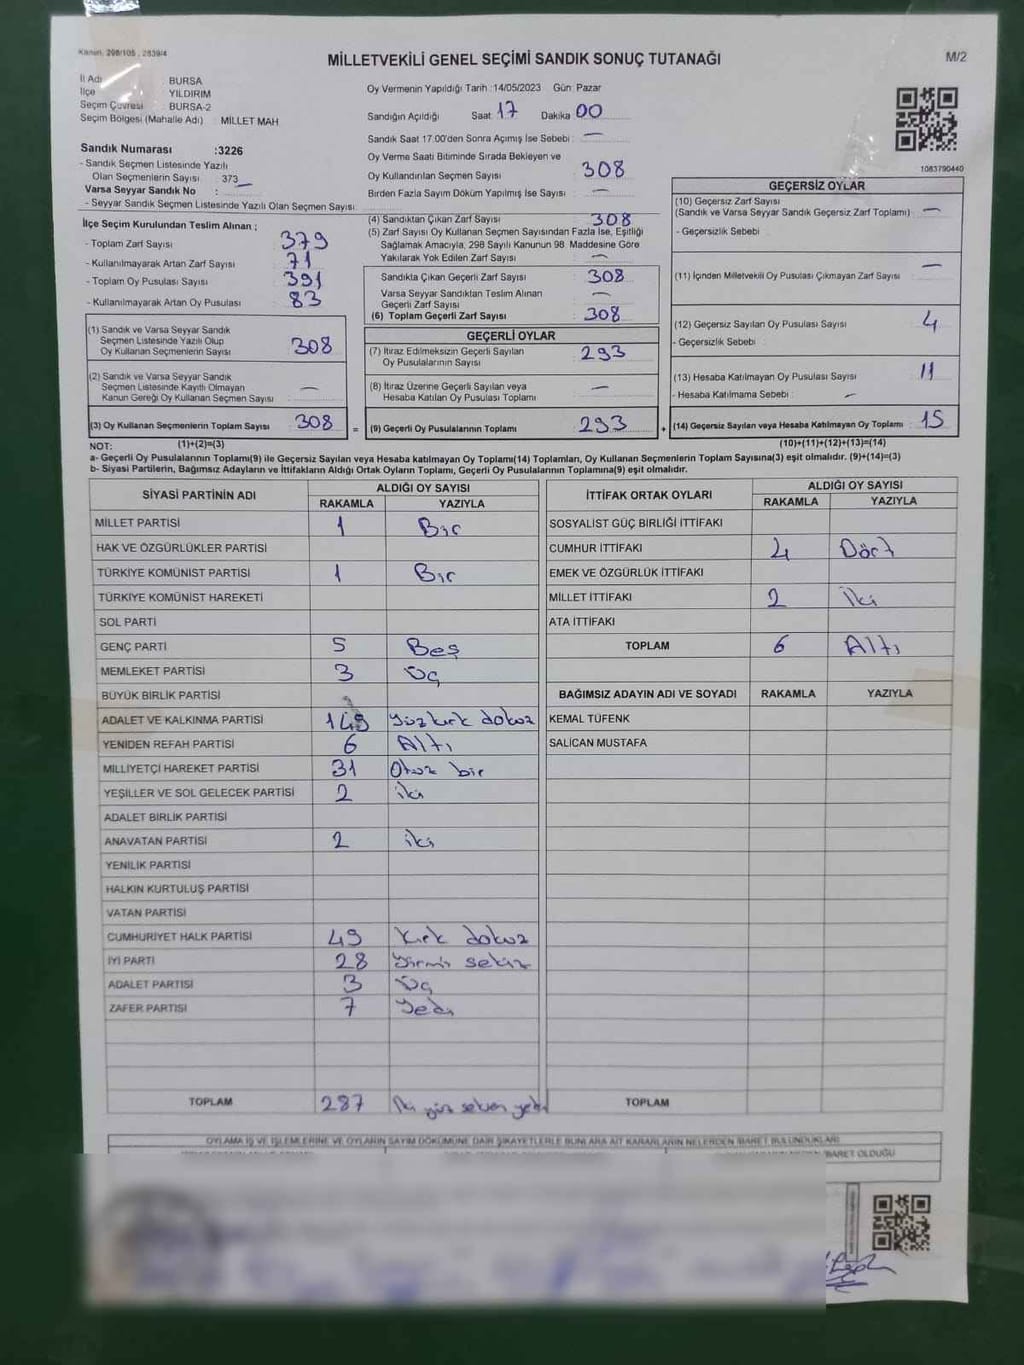 Kanun, 298/105, 2839/4
MİLLETVEKİLİ GENEL SEÇİMİ SANDIK SONUÇ TUTANAĞI
M/2
İl Adı : BURSA
İlçe : YILDIRIM
Seçim Çevresi : BURSA-2
Seçim Bölgesi (Mahalle Adı) : MİLLET MAH
Oy Vermenin Yapıldığı Tarih :14/05/2023 Gün: Pazar
Sandığın Açıldığı Saat 17 Dakika 00
Sandık Saat 17.00'den Sonra Açımış İse Sebebi : —
Oy Verme Saati Bitiminde Sırada Bekleyen ve
Oy Kullandırılan Seçmen Sayısı 308
Birden Fazla Sayım Döküm Yapılmış İse Sayısı —
1083790440
Sandık Numarası :3226
- Sandık Seçmen Listesinde Yazılı
Olan Seçmenlerin Sayısı : 373
Varsa Seyyar Sandık No :
- Seyyar Sandık Seçmen Listesinde Yazılı Olan Seçmen Sayısı:
İlçe Seçim Kurulundan Teslim Alınan ;
- Toplam Zarf Sayısı 379
- Kullanılmayarak Artan Zarf Sayısı 71
- Toplam Oy Pusulası Sayısı 391
- Kullanılmayarak Artan Oy Pusulası 83
(1) Sandık ve Varsa Seyyar Sandık
Seçmen Listesinde Yazılı Olup
Oy Kullanan Seçmenlerin Sayısı 308
(2) Sandık ve Varsa Seyyar Sandık
Seçmen Listesinde Kayıtlı Olmayan
Kanun Gereği Oy Kullanan Seçmen Sayısı —
(3) Oy Kullanan Seçmenlerin Toplam Sayısı 308 =
(4) Sandıktan Çıkan Zarf Sayısı 308
(5) Zarf Sayısı Oy Kullanan Seçmen Sayısından Fazla İse, Eşitliği
Sağlamak Amacıyla, 298 Sayılı Kanunun 98. Maddesine Göre
Yakılarak Yok Edilen Zarf Sayısı —
Sandıkta Çıkan Geçerli Zarf Sayısı 308
Varsa Seyyar Sandıktan Teslim Alınan
Geçerli Zarf Sayısı —
(6) Toplam Geçerli Zarf Sayısı 308
GEÇERLİ OYLAR
(7) İtiraz Edilmeksizin Geçerli Sayılan
Oy Pusulalarının Sayısı 293
(8) İtiraz Üzerine Geçerli Sayılan veya
Hesaba Katılan Oy Pusulası Toplamı —
(9) Geçerli Oy Pusulalarının Toplamı 293 +
GEÇERSİZ OYLAR
(10) Geçersiz Zarf Sayısı
(Sandık ve Varsa Seyyar Sandık Geçersiz Zarf Toplamı) —
- Geçersizlik Sebebi
(11) İçinden Milletvekili Oy Pusulası Çıkmayan Zarf Sayısı —
(12) Geçersiz Sayılan Oy Pusulası Sayısı 4
- Geçersizlik Sebebi :
(13) Hesaba Katılmayan Oy Pusulası Sayısı 11
- Hesaba Katılmama Sebebi : —
(14) Geçersiz Sayılan veya Hesaba Katılmayan Oy Toplamı 15
NOT: (1)+(2)=(3) (10)+(11)+(12)+(13)=(14)
a- Geçerli Oy Pusulalarının Toplamı(9) ile Geçersiz Sayılan veya Hesaba katılmayan Oy Toplamı(14) Toplamları, Oy Kullanan Seçmenlerin Toplam Sayısına(3) eşit olmalıdır. (9)+(14)=(3)
b- Siyasi Partilerin, Bağımsız Adayların ve İttifakların Aldığı Ortak Oyların Toplamı, Geçerli Oy Pusulalarının Toplamına(9) eşit olmalıdır.
SİYASİ PARTİNİN ADI ALDIĞI OY SAYISI
RAKAMLA YAZIYLA
MİLLET PARTİSİ 1 Bir
HAK VE ÖZGÜRLÜKLER PARTİSİ
TÜRKİYE KOMÜNİST PARTİSİ 1 Bir
TÜRKİYE KOMÜNİST HAREKETİ
SOL PARTİ
GENÇ PARTİ 5 Beş
MEMLEKET PARTİSİ 3 Üç
BÜYÜK BİRLİK PARTİSİ
ADALET VE KALKINMA PARTİSİ 149 yüzkırk dokuz
YENİDEN REFAH PARTİSİ 6 Altı
MİLLİYETÇİ HAREKET PARTİSİ 31 Otuz bir
YEŞİLLER VE SOL GELECEK PARTİSİ 2 iki
ADALET BİRLİK PARTİSİ
ANAVATAN PARTİSİ 2 iki
YENİLİK PARTİSİ
HALKIN KURTULUŞ PARTİSİ
VATAN PARTİSİ
CUMHURİYET HALK PARTİSİ 49 Kırk dokuz
İYİ PARTİ 28 Yirmi sekiz
ADALET PARTİSİ 3 Üç
ZAFER PARTİSİ 7 Yedi
TOPLAM 287 İki yüz seksen yedi
İTTİFAK ORTAK OYLARI ALDIĞI OY SAYISI
RAKAMLA YAZIYLA
SOSYALİST GÜÇ BİRLİĞİ İTTİFAKI
CUMHUR İTTİFAKI 4 Dört
EMEK VE ÖZGÜRLÜK İTTİFAKI
MİLLET İTTİFAKI 2 İki
ATA İTTİFAKI
TOPLAM 6 Altı
BAĞIMSIZ ADAYIN ADI VE SOYADI RAKAMLA YAZIYLA
KEMAL TÜFENK
SALİCAN MUSTAFA
TOPLAM
OYLAMA İŞ VE İŞLEMLERİNE VE OYLARIN SAYIM DÖKÜMÜNE DAİR ŞİKAYETLERLE BUNLARA AİT KARARLARIN NELERDEN İBARET BULUNDUKLARI
İBARET OLDUĞU